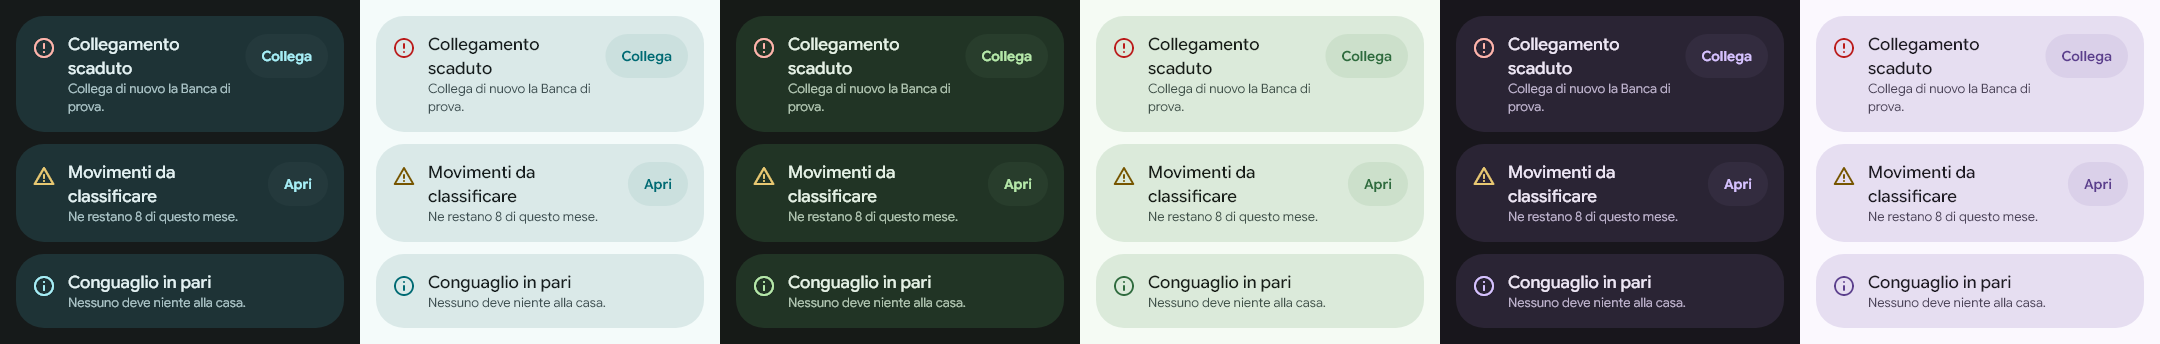 Collegamento
scaduto
Collega di nuovo la Banca di
prova.
Collega
Movimenti da
classificare
Ne restano 8 di questo mese.
Apri
Conguaglio in pari
Nessuno deve niente alla casa.
Collegamento
scaduto
Collega di nuovo la Banca di
prova.
Collega
Movimenti da
classificare
Ne restano 8 di questo mese.
Apri
Conguaglio in pari
Nessuno deve niente alla casa.
Collegamento
scaduto
Collega di nuovo la Banca di
prova.
Collega
Movimenti da
classificare
Ne restano 8 di questo mese.
Apri
Conguaglio in pari
Nessuno deve niente alla casa.
Collegamento
scaduto
Collega di nuovo la Banca di
prova.
Collega
Movimenti da
classificare
Ne restano 8 di questo mese.
Apri
Conguaglio in pari
Nessuno deve niente alla casa.
Collegamento
scaduto
Collega di nuovo la Banca di
prova.
Collega
Movimenti da
classificare
Ne restano 8 di questo mese.
Apri
Conguaglio in pari
Nessuno deve niente alla casa.
Collegamento
scaduto
Collega di nuovo la Banca di
prova.
Collega
Movimenti da
classificare
Ne restano 8 di questo mese.
Apri
Conguaglio in pari
Nessuno deve niente alla casa.